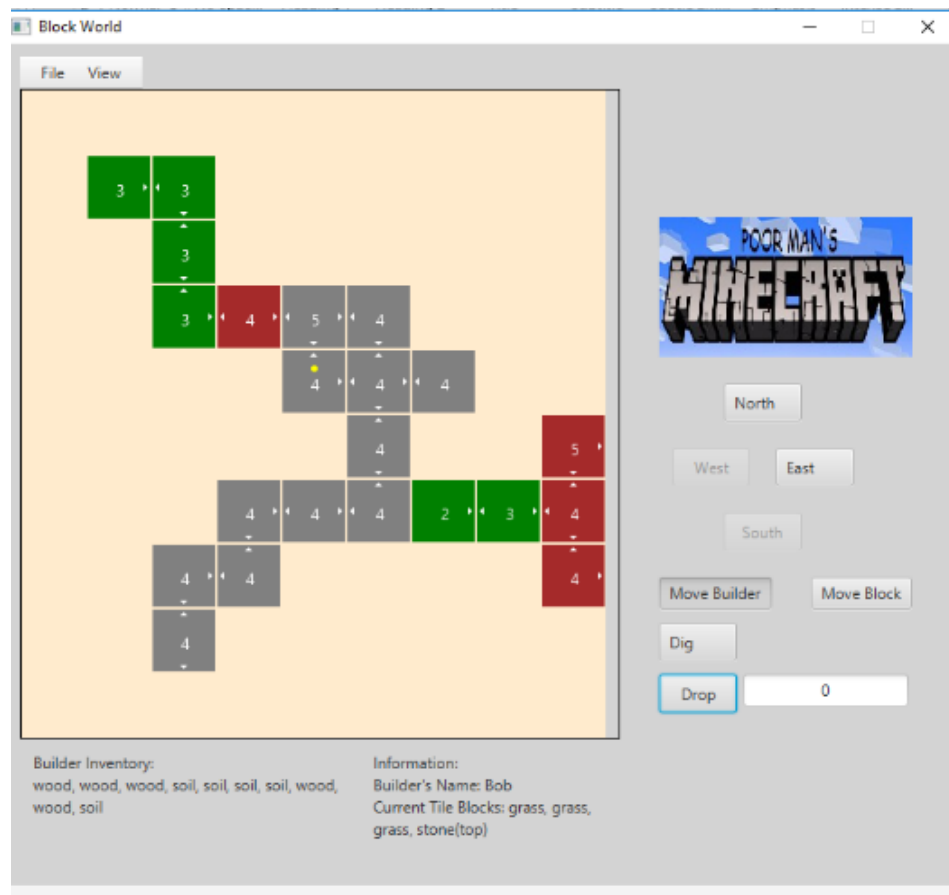 Block World
File View
3 3
3
POOR MAN'S
MINECRAFT
3 4 5 4
4 4 4
North
4 5
West East
4 4 4 2 3 4
South
4 4 4
Move Builder Move Block
4
Dig
Drop 0
Builder Inventory:
wood, wood, wood, soil, soil, soil, soil, wood,
wood, soil
Information:
Builder's Name: Bob
Current Tile Blocks: grass, grass,
grass, stone(top)